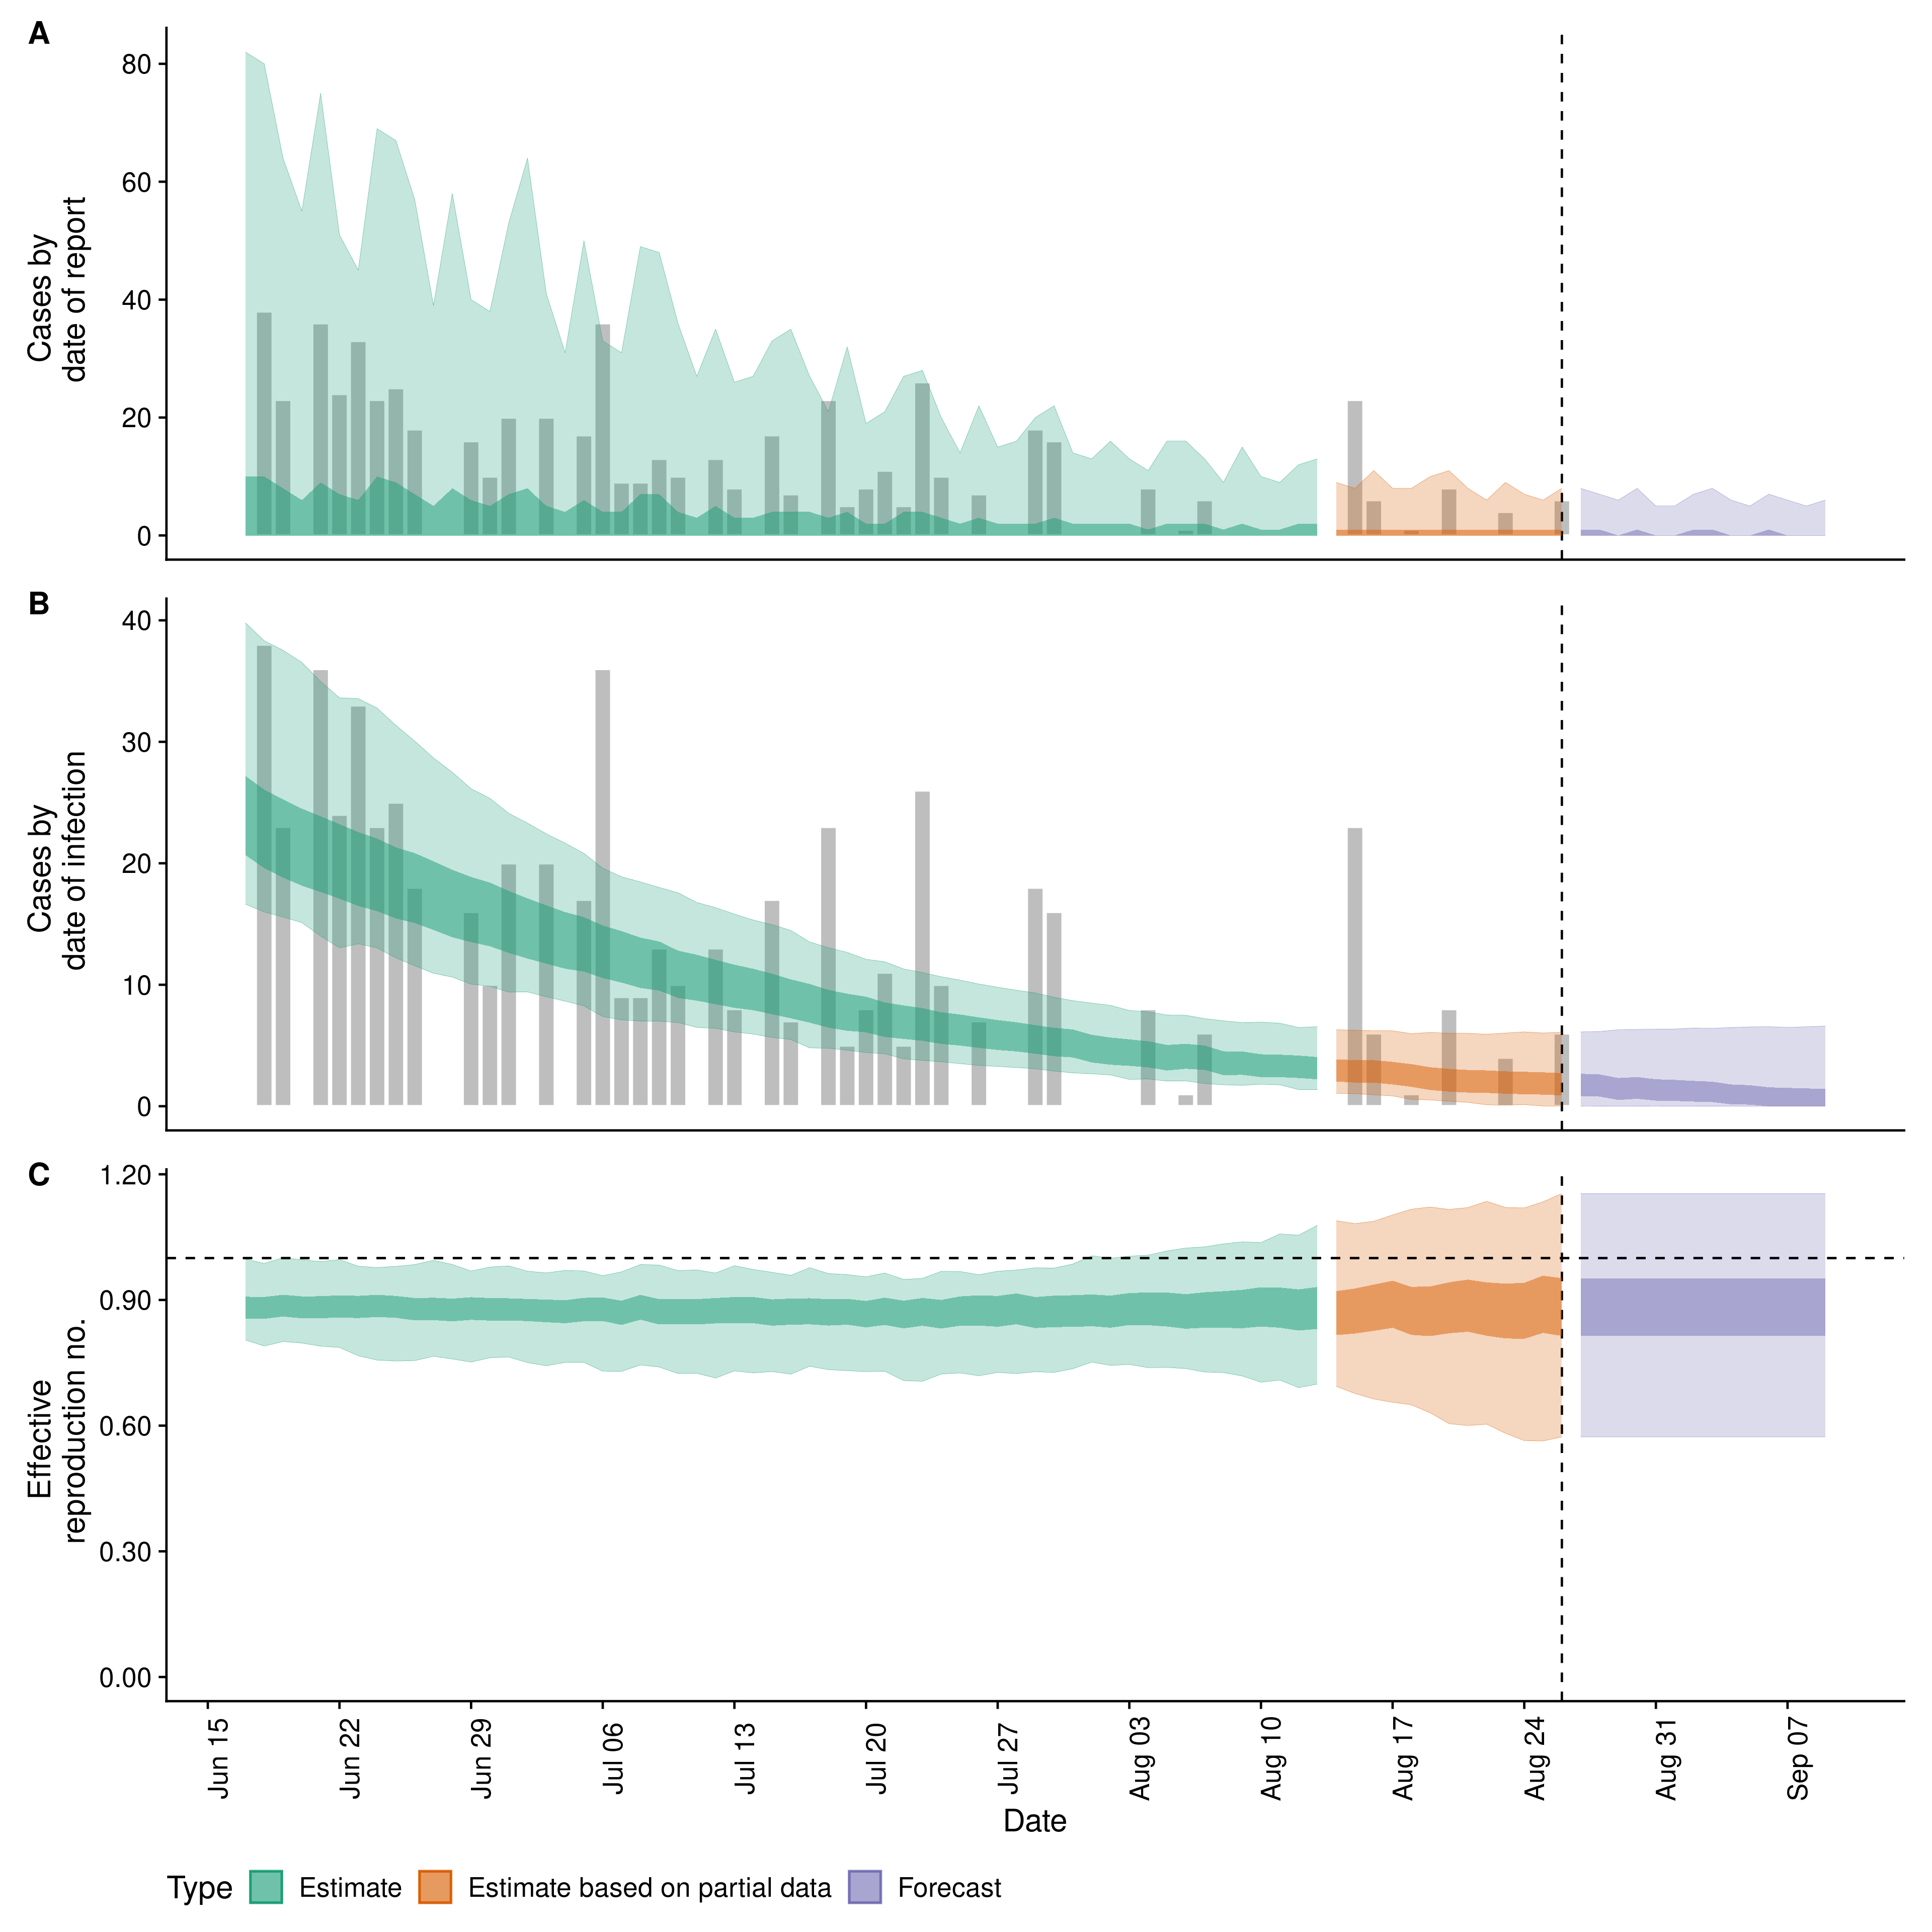 A
80
60
40
20
0
Cases by
date of report
B
40
30
20
10
0
Cases by
date of infection
C
1.20
0.90
0.60
0.30
0.00
Effective
reproduction no.
Jun 15
Jun 22
Jun 29
Jul 06
Jul 13
Jul 20
Jul 27
Aug 03
Aug 10
Aug 17
Aug 24
Aug 31
Sep 07
Date
Type Estimate Estimate based on partial data Forecast